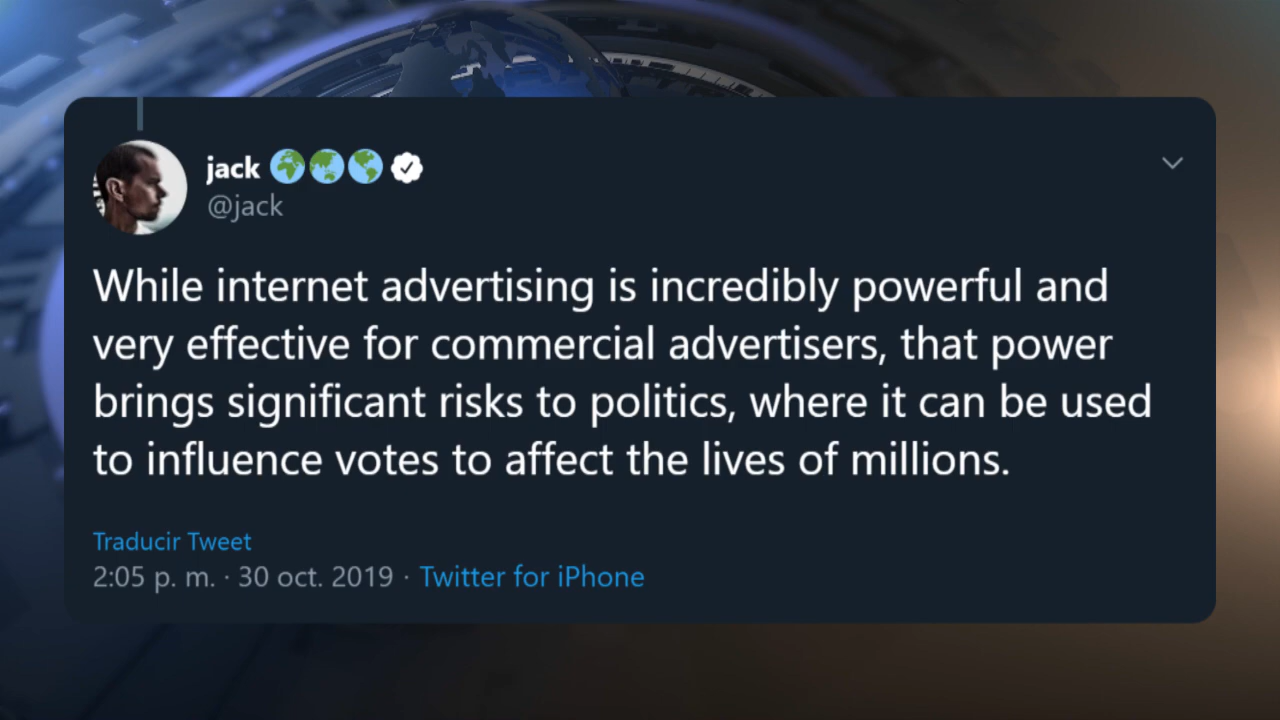 jack
@jack
While internet advertising is incredibly powerful and
very effective for commercial advertisers, that power
brings significant risks to politics, where it can be used
to influence votes to affect the lives of millions.
Traducir Tweet
2:05 p. m. · 30 oct. 2019 · Twitter for iPhone